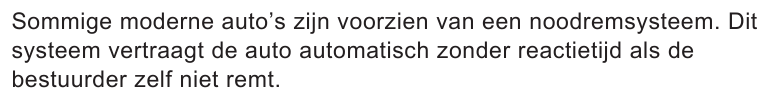 Sommige moderne auto’s zijn voorzien van een noodremsysteem. Dit
systeem vertraagt de auto automatisch zonder reactietijd als de
bestuurder zelf niet remt.